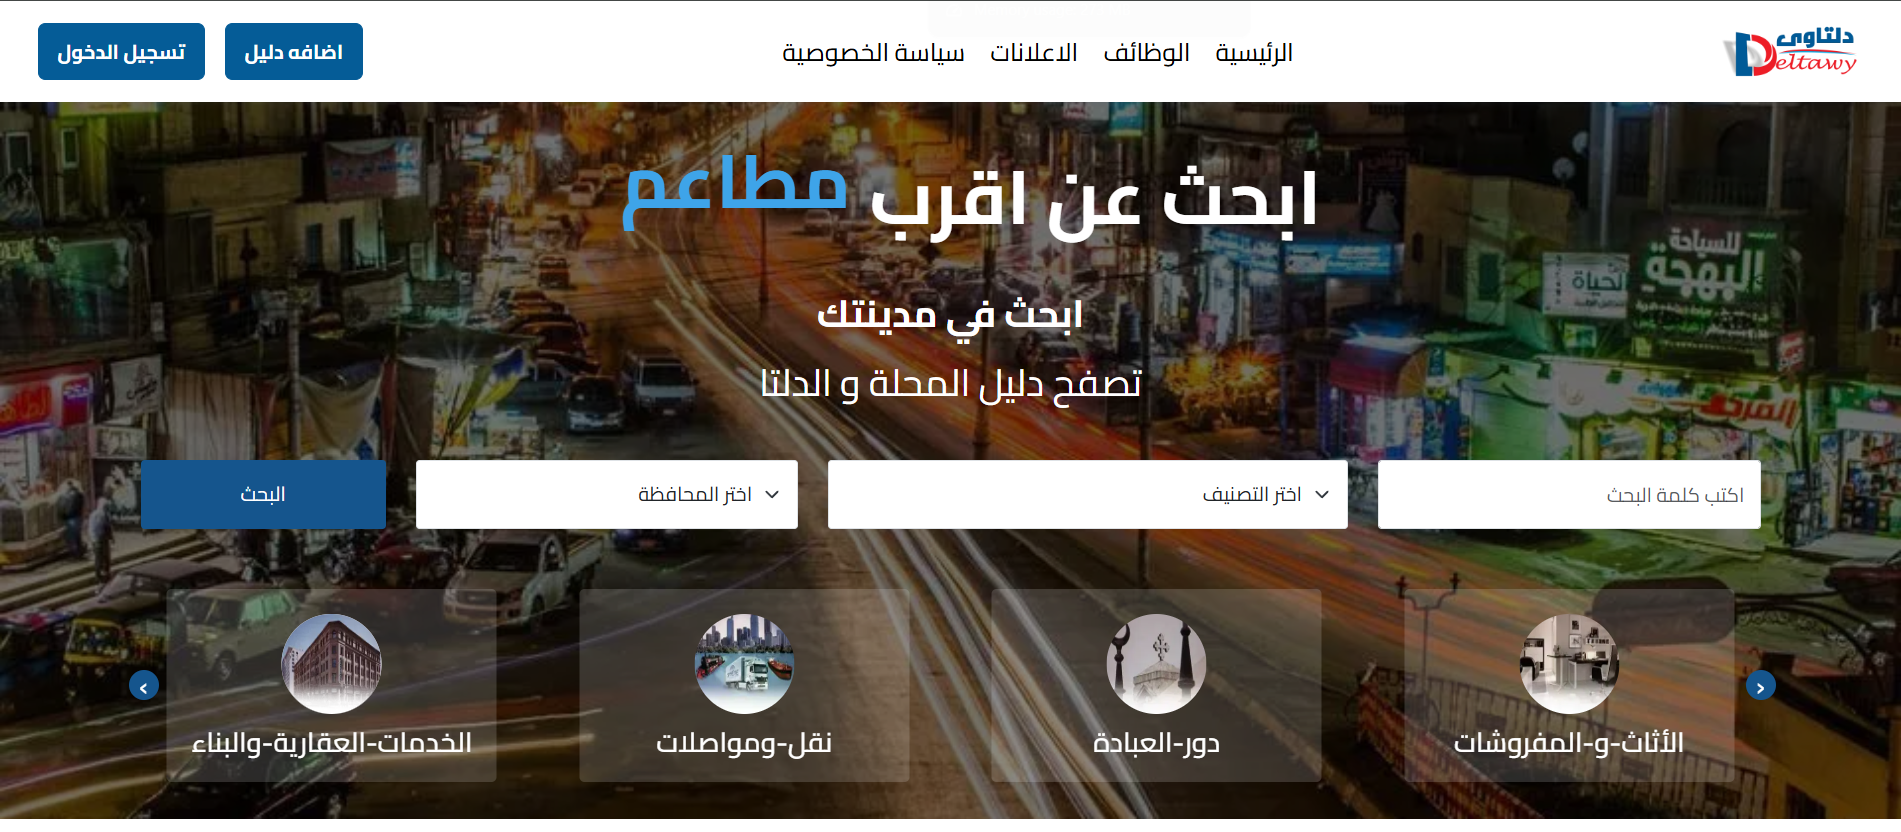 دلتاوى
Deltawy
الرئيسية
الوظائف
الاعلانات
سياسة الخصوصية
اضافه دليل
تسجيل الدخول
ابحث عن اقرب مطاعم
ابحث في مدينتك
تصفح دليل المحلة و الدلتا
للسياحة
البهجة
الحياة
اكتب كلمة البحث
اختر التصنيف
اختر المحافظة
البحث
الأثاث-و-المفروشات
دور-العبادة
نقل-ومواصلات
الخدمات-العقارية-والبناء